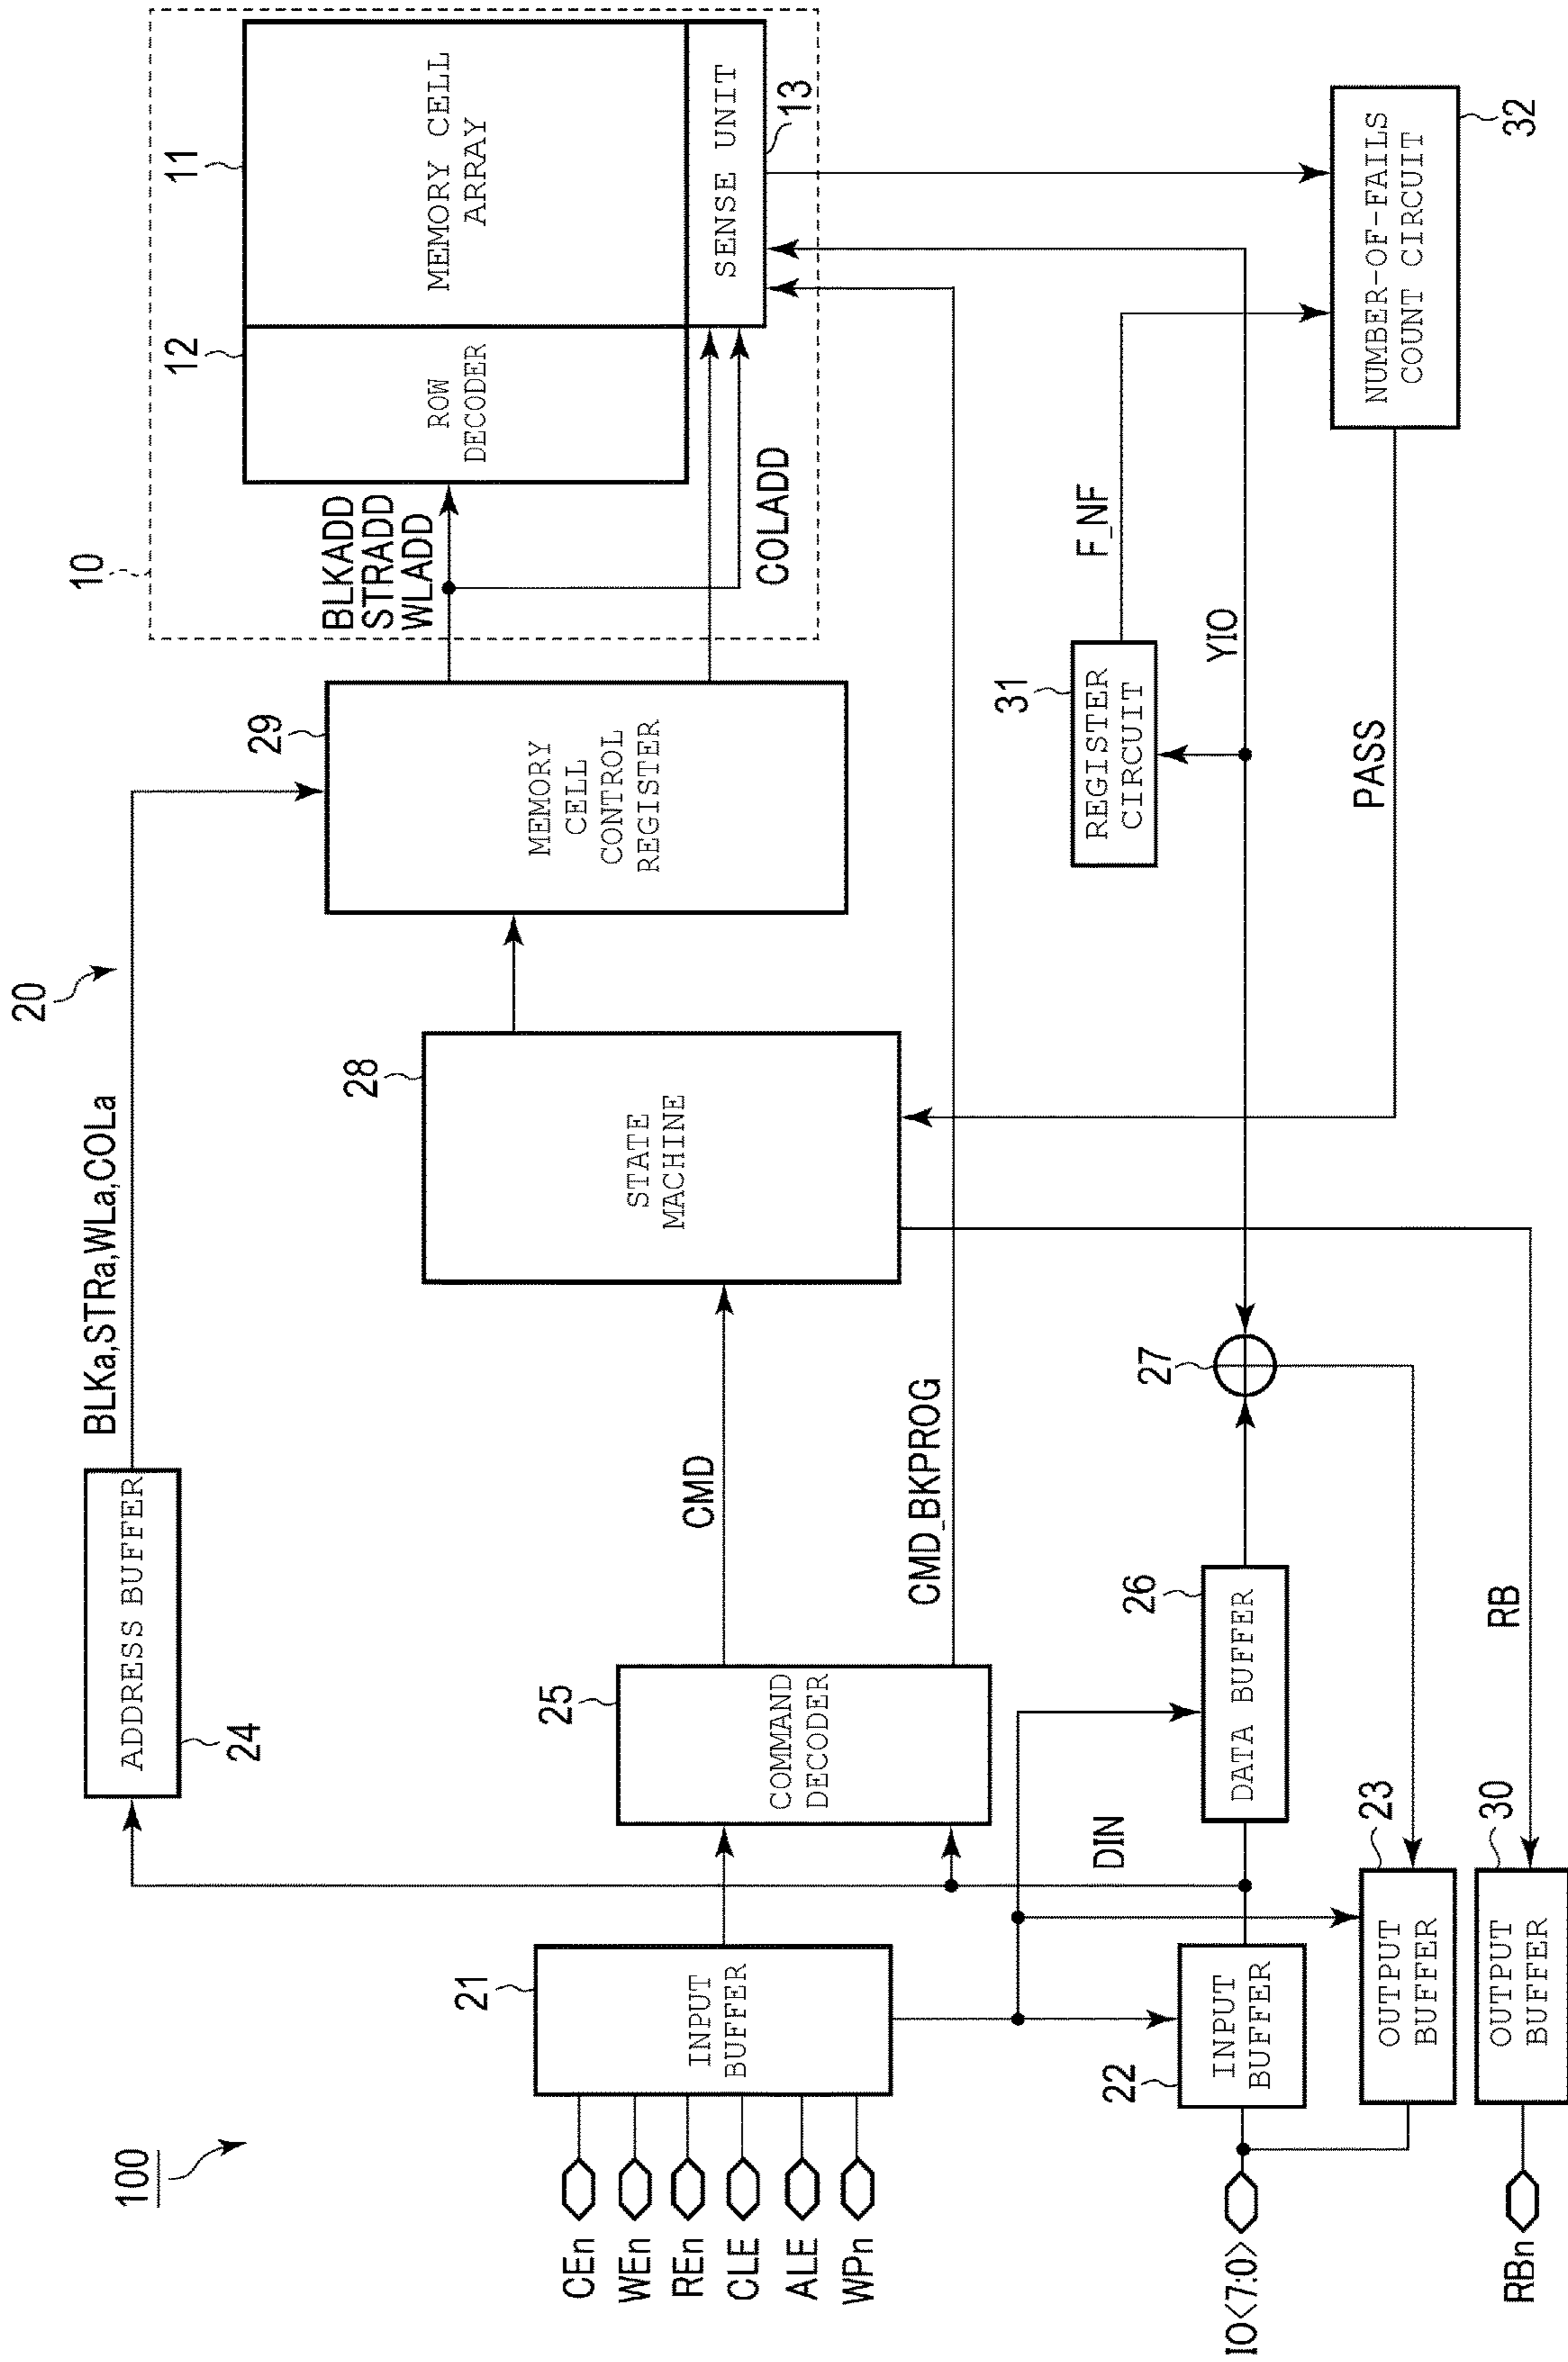 100
20
10
CEn
WEn
REn
CLE
ALE
WPn
IO<7:0>
RBn
21
INPUT
BUFFER
22
INPUT
BUFFER
23
OUTPUT
BUFFER
30
OUTPUT
BUFFER
24
ADDRESS BUFFER
25
COMMAND
DECODER
DIN
26
DATA BUFFER
27
RB
BLKa,STRa,WLa,COLa
CMD
CMD_BKPROG
28
STATE
MACHINE
29
MEMORY
CELL
CONTROL
REGISTER
BLKADD
STRADD
WLADD
COLADD
12
ROW
DECODER
11
MEMORY CELL
ARRAY
SENSE UNIT
13
31
REGISTER
CIRCUIT
F_NF
YIO
PASS
NUMBER-OF-FAILS
COUNT CIRCUIT
32